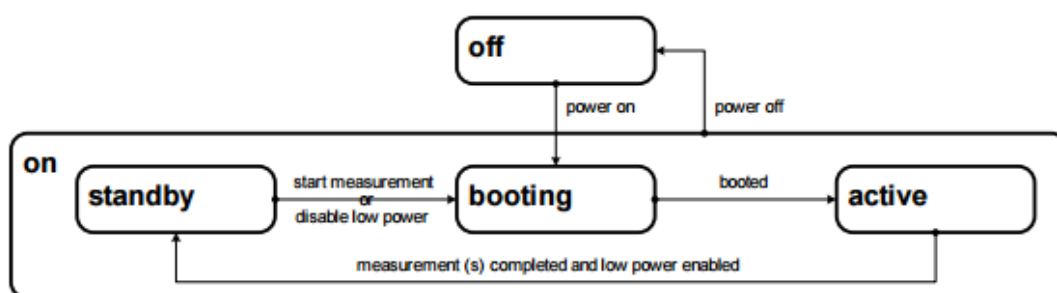 off
power on
power off
on
standby
start measurement
or
disable low power
booting
booted
active
measurement (s) completed and low power enabled